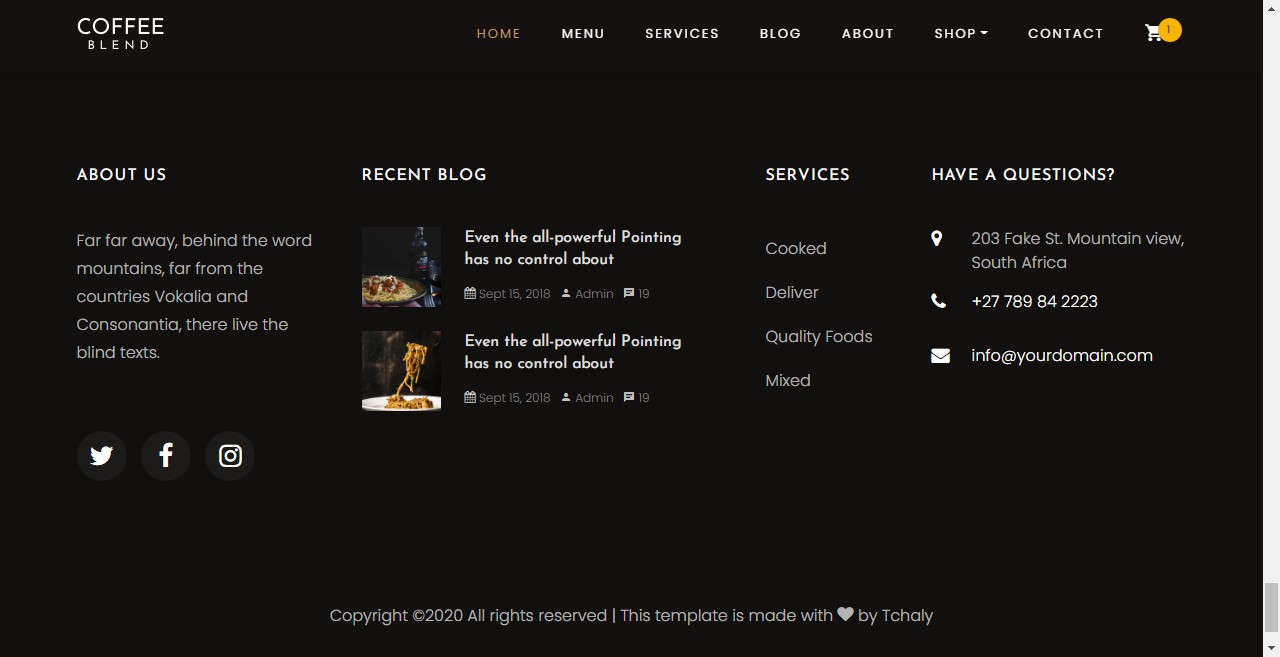 COFFEE
BLEND
HOME MENU SERVICES BLOG ABOUT SHOP CONTACT 1
ABOUT US
Far far away, behind the word
mountains, far from the
countries Vokalia and
Consonantia, there live the
blind texts.
RECENT BLOG
Even the all-powerful Pointing
has no control about
Sept 15, 2018 Admin 19
Even the all-powerful Pointing
has no control about
Sept 15, 2018 Admin 19
SERVICES
Cooked
Deliver
Quality Foods
Mixed
HAVE A QUESTIONS?
203 Fake St. Mountain view,
South Africa
+27 789 84 2223
info@yourdomain.com
Copyright ©2020 All rights reserved | This template is made with ♥ by Tchaly